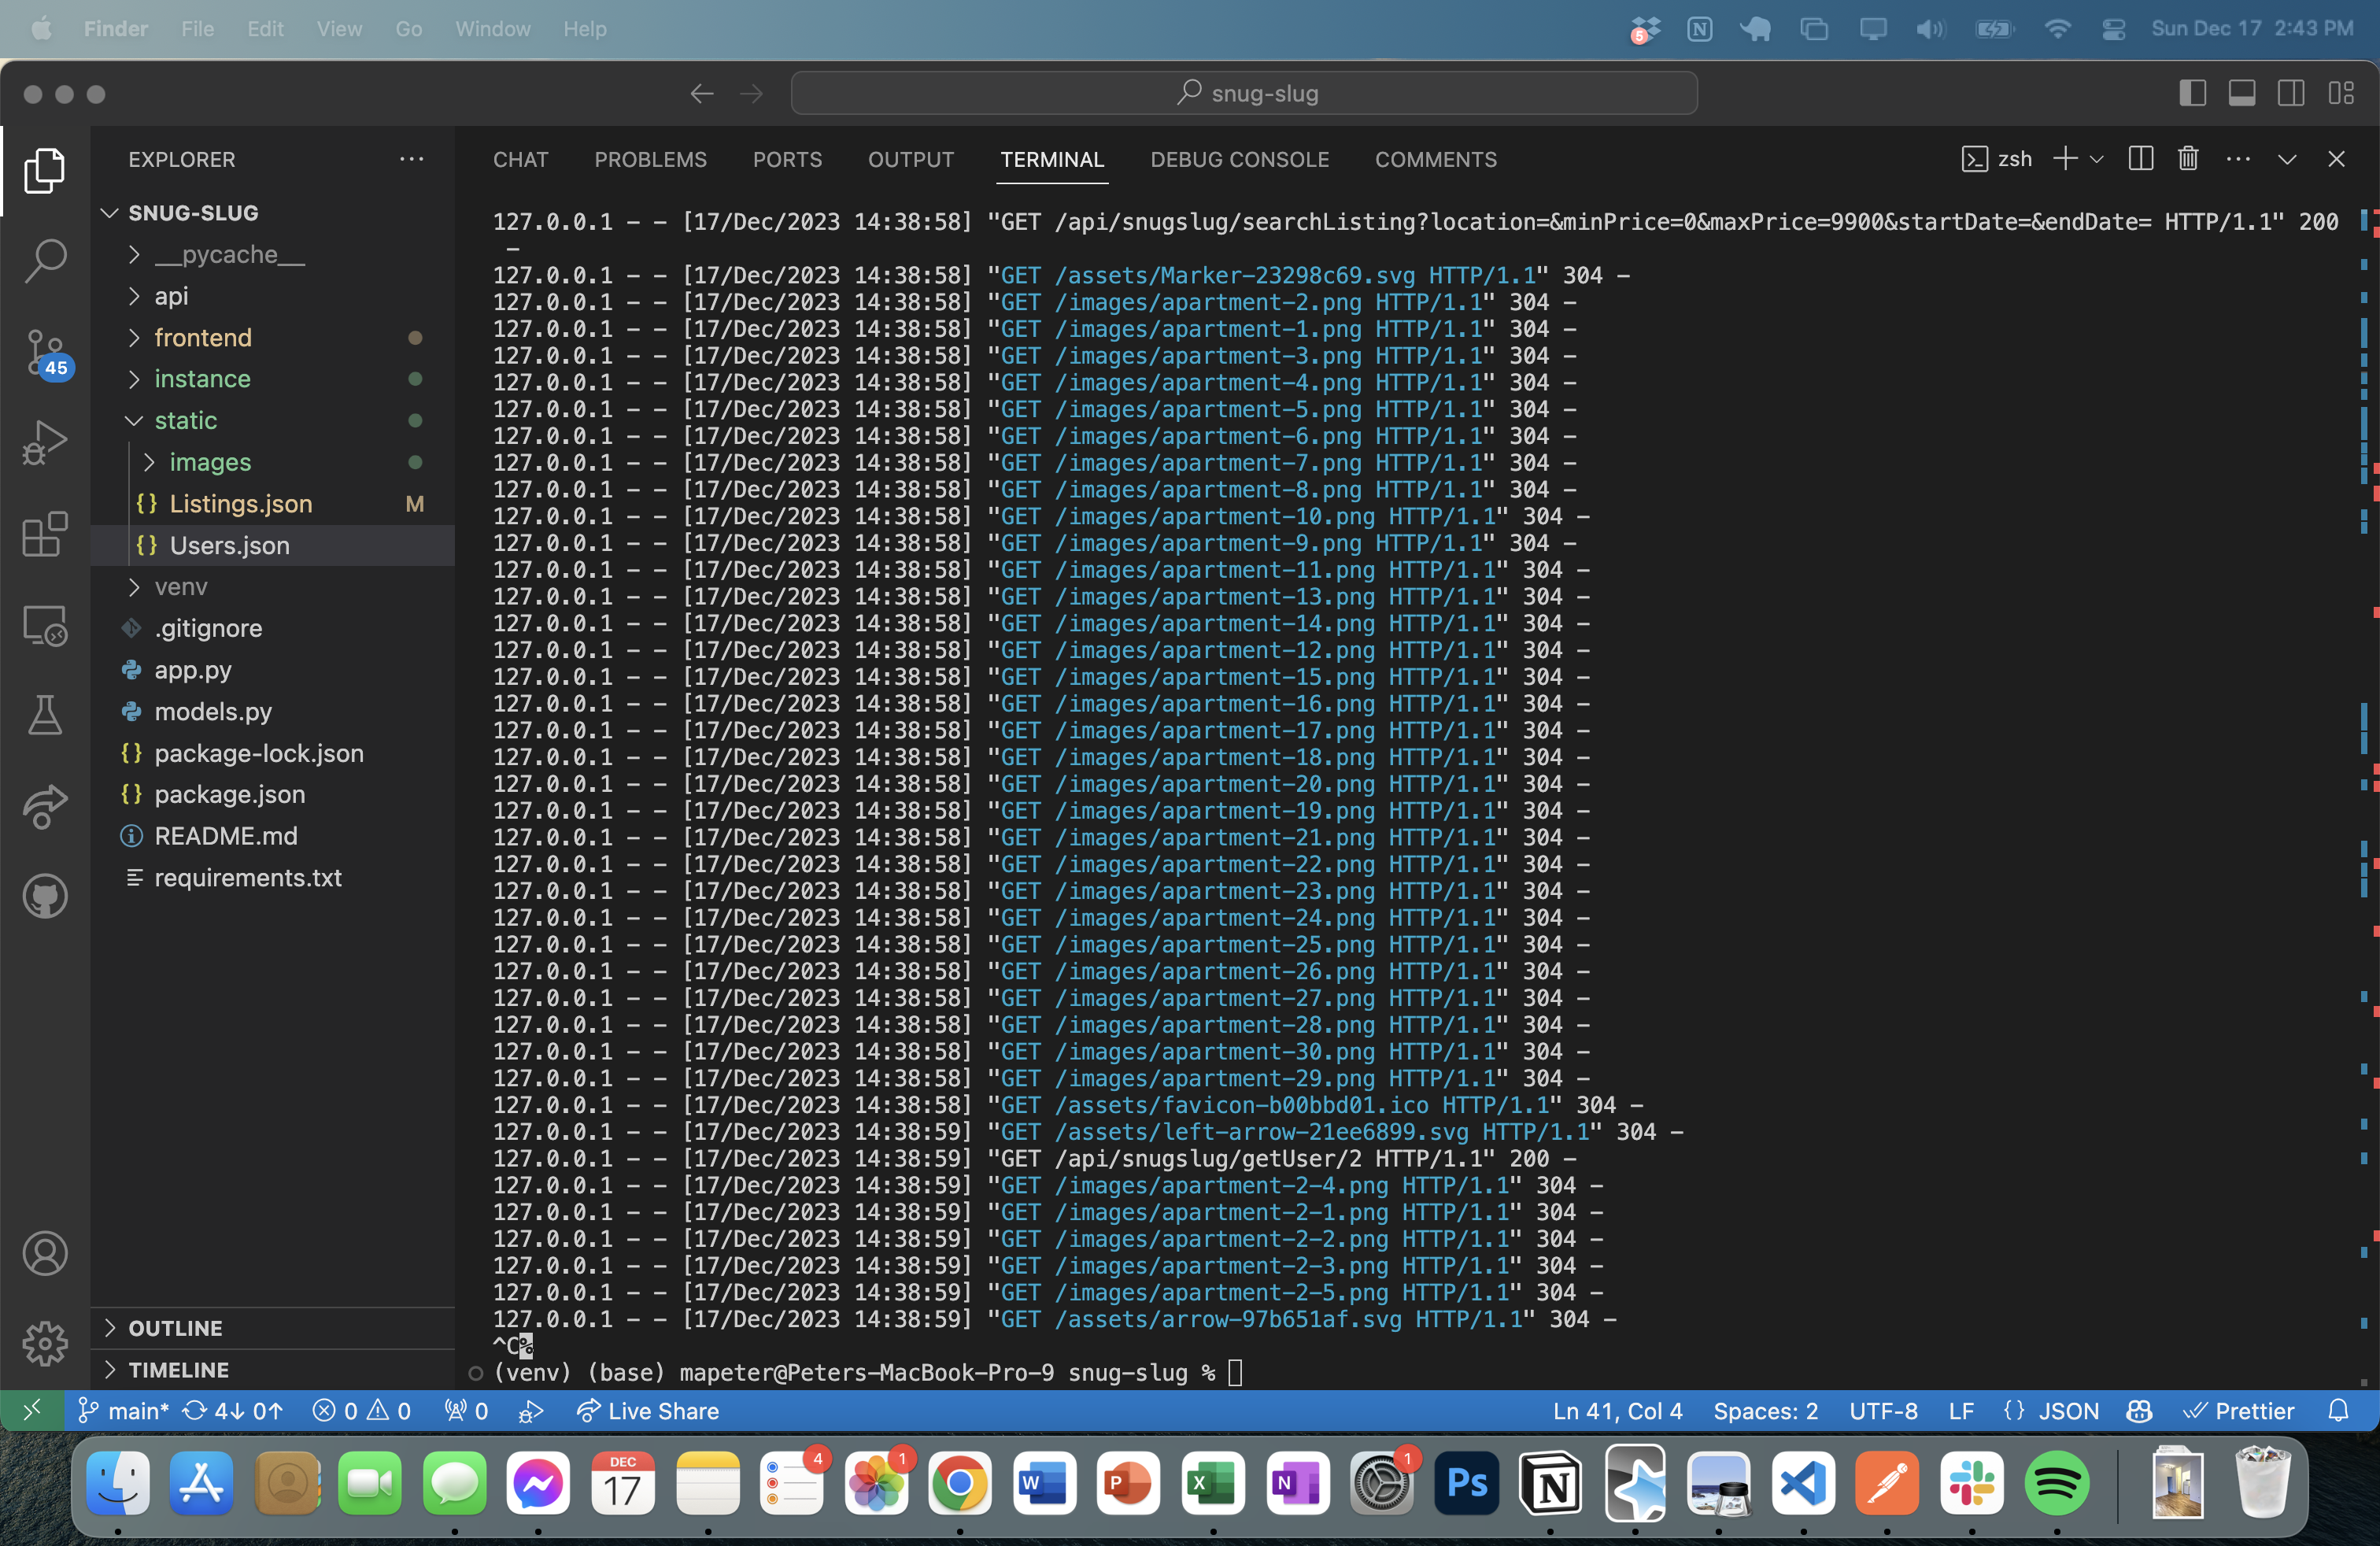 Finder File Edit View Go Window Help
5
Sun Dec 17 2:43 PM
snug-slug
EXPLORER
CHAT PROBLEMS PORTS OUTPUT TERMINAL DEBUG CONSOLE COMMENTS
zsh
SNUG-SLUG
__pycache__
api
frontend
instance
static
images
{} Listings.json M
{} Users.json
venv
.gitignore
app.py
models.py
{} package-lock.json
{} package.json
README.md
requirements.txt
45
OUTLINE
TIMELINE
127.0.0.1 - - [17/Dec/2023 14:38:58] "GET /api/snugslug/searchListing?location=&minPrice=0&maxPrice=9900&startDate=&endDate= HTTP/1.1" 200
-
127.0.0.1 - - [17/Dec/2023 14:38:58] "GET /assets/Marker-23298c69.svg HTTP/1.1" 304 -
127.0.0.1 - - [17/Dec/2023 14:38:58] "GET /images/apartment-2.png HTTP/1.1" 304 -
127.0.0.1 - - [17/Dec/2023 14:38:58] "GET /images/apartment-1.png HTTP/1.1" 304 -
127.0.0.1 - - [17/Dec/2023 14:38:58] "GET /images/apartment-3.png HTTP/1.1" 304 -
127.0.0.1 - - [17/Dec/2023 14:38:58] "GET /images/apartment-4.png HTTP/1.1" 304 -
127.0.0.1 - - [17/Dec/2023 14:38:58] "GET /images/apartment-5.png HTTP/1.1" 304 -
127.0.0.1 - - [17/Dec/2023 14:38:58] "GET /images/apartment-6.png HTTP/1.1" 304 -
127.0.0.1 - - [17/Dec/2023 14:38:58] "GET /images/apartment-7.png HTTP/1.1" 304 -
127.0.0.1 - - [17/Dec/2023 14:38:58] "GET /images/apartment-8.png HTTP/1.1" 304 -
127.0.0.1 - - [17/Dec/2023 14:38:58] "GET /images/apartment-10.png HTTP/1.1" 304 -
127.0.0.1 - - [17/Dec/2023 14:38:58] "GET /images/apartment-9.png HTTP/1.1" 304 -
127.0.0.1 - - [17/Dec/2023 14:38:58] "GET /images/apartment-11.png HTTP/1.1" 304 -
127.0.0.1 - - [17/Dec/2023 14:38:58] "GET /images/apartment-13.png HTTP/1.1" 304 -
127.0.0.1 - - [17/Dec/2023 14:38:58] "GET /images/apartment-14.png HTTP/1.1" 304 -
127.0.0.1 - - [17/Dec/2023 14:38:58] "GET /images/apartment-12.png HTTP/1.1" 304 -
127.0.0.1 - - [17/Dec/2023 14:38:58] "GET /images/apartment-15.png HTTP/1.1" 304 -
127.0.0.1 - - [17/Dec/2023 14:38:58] "GET /images/apartment-16.png HTTP/1.1" 304 -
127.0.0.1 - - [17/Dec/2023 14:38:58] "GET /images/apartment-17.png HTTP/1.1" 304 -
127.0.0.1 - - [17/Dec/2023 14:38:58] "GET /images/apartment-18.png HTTP/1.1" 304 -
127.0.0.1 - - [17/Dec/2023 14:38:58] "GET /images/apartment-20.png HTTP/1.1" 304 -
127.0.0.1 - - [17/Dec/2023 14:38:58] "GET /images/apartment-19.png HTTP/1.1" 304 -
127.0.0.1 - - [17/Dec/2023 14:38:58] "GET /images/apartment-21.png HTTP/1.1" 304 -
127.0.0.1 - - [17/Dec/2023 14:38:58] "GET /images/apartment-22.png HTTP/1.1" 304 -
127.0.0.1 - - [17/Dec/2023 14:38:58] "GET /images/apartment-23.png HTTP/1.1" 304 -
127.0.0.1 - - [17/Dec/2023 14:38:58] "GET /images/apartment-24.png HTTP/1.1" 304 -
127.0.0.1 - - [17/Dec/2023 14:38:58] "GET /images/apartment-25.png HTTP/1.1" 304 -
127.0.0.1 - - [17/Dec/2023 14:38:58] "GET /images/apartment-26.png HTTP/1.1" 304 -
127.0.0.1 - - [17/Dec/2023 14:38:58] "GET /images/apartment-27.png HTTP/1.1" 304 -
127.0.0.1 - - [17/Dec/2023 14:38:58] "GET /images/apartment-28.png HTTP/1.1" 304 -
127.0.0.1 - - [17/Dec/2023 14:38:58] "GET /images/apartment-30.png HTTP/1.1" 304 -
127.0.0.1 - - [17/Dec/2023 14:38:58] "GET /images/apartment-29.png HTTP/1.1" 304 -
127.0.0.1 - - [17/Dec/2023 14:38:58] "GET /assets/favicon-b00bbd01.ico HTTP/1.1" 304 -
127.0.0.1 - - [17/Dec/2023 14:38:59] "GET /assets/left-arrow-21ee6899.svg HTTP/1.1" 304 -
127.0.0.1 - - [17/Dec/2023 14:38:59] "GET /api/snugslug/getUser/2 HTTP/1.1" 200 -
127.0.0.1 - - [17/Dec/2023 14:38:59] "GET /images/apartment-2-4.png HTTP/1.1" 304 -
127.0.0.1 - - [17/Dec/2023 14:38:59] "GET /images/apartment-2-1.png HTTP/1.1" 304 -
127.0.0.1 - - [17/Dec/2023 14:38:59] "GET /images/apartment-2-2.png HTTP/1.1" 304 -
127.0.0.1 - - [17/Dec/2023 14:38:59] "GET /images/apartment-2-3.png HTTP/1.1" 304 -
127.0.0.1 - - [17/Dec/2023 14:38:59] "GET /images/apartment-2-5.png HTTP/1.1" 304 -
127.0.0.1 - - [17/Dec/2023 14:38:59] "GET /assets/arrow-97b651af.svg HTTP/1.1" 304 -
^C%
(venv) (base) mapeter@Peters-MacBook-Pro-9 snug-slug %
main* 4↓ 0↑ 0 0 0 Live Share Ln 41, Col 4 Spaces: 2 UTF-8 LF {} JSON Prettier
DEC
17
4
1
W
P
X
N
1
Ps
N